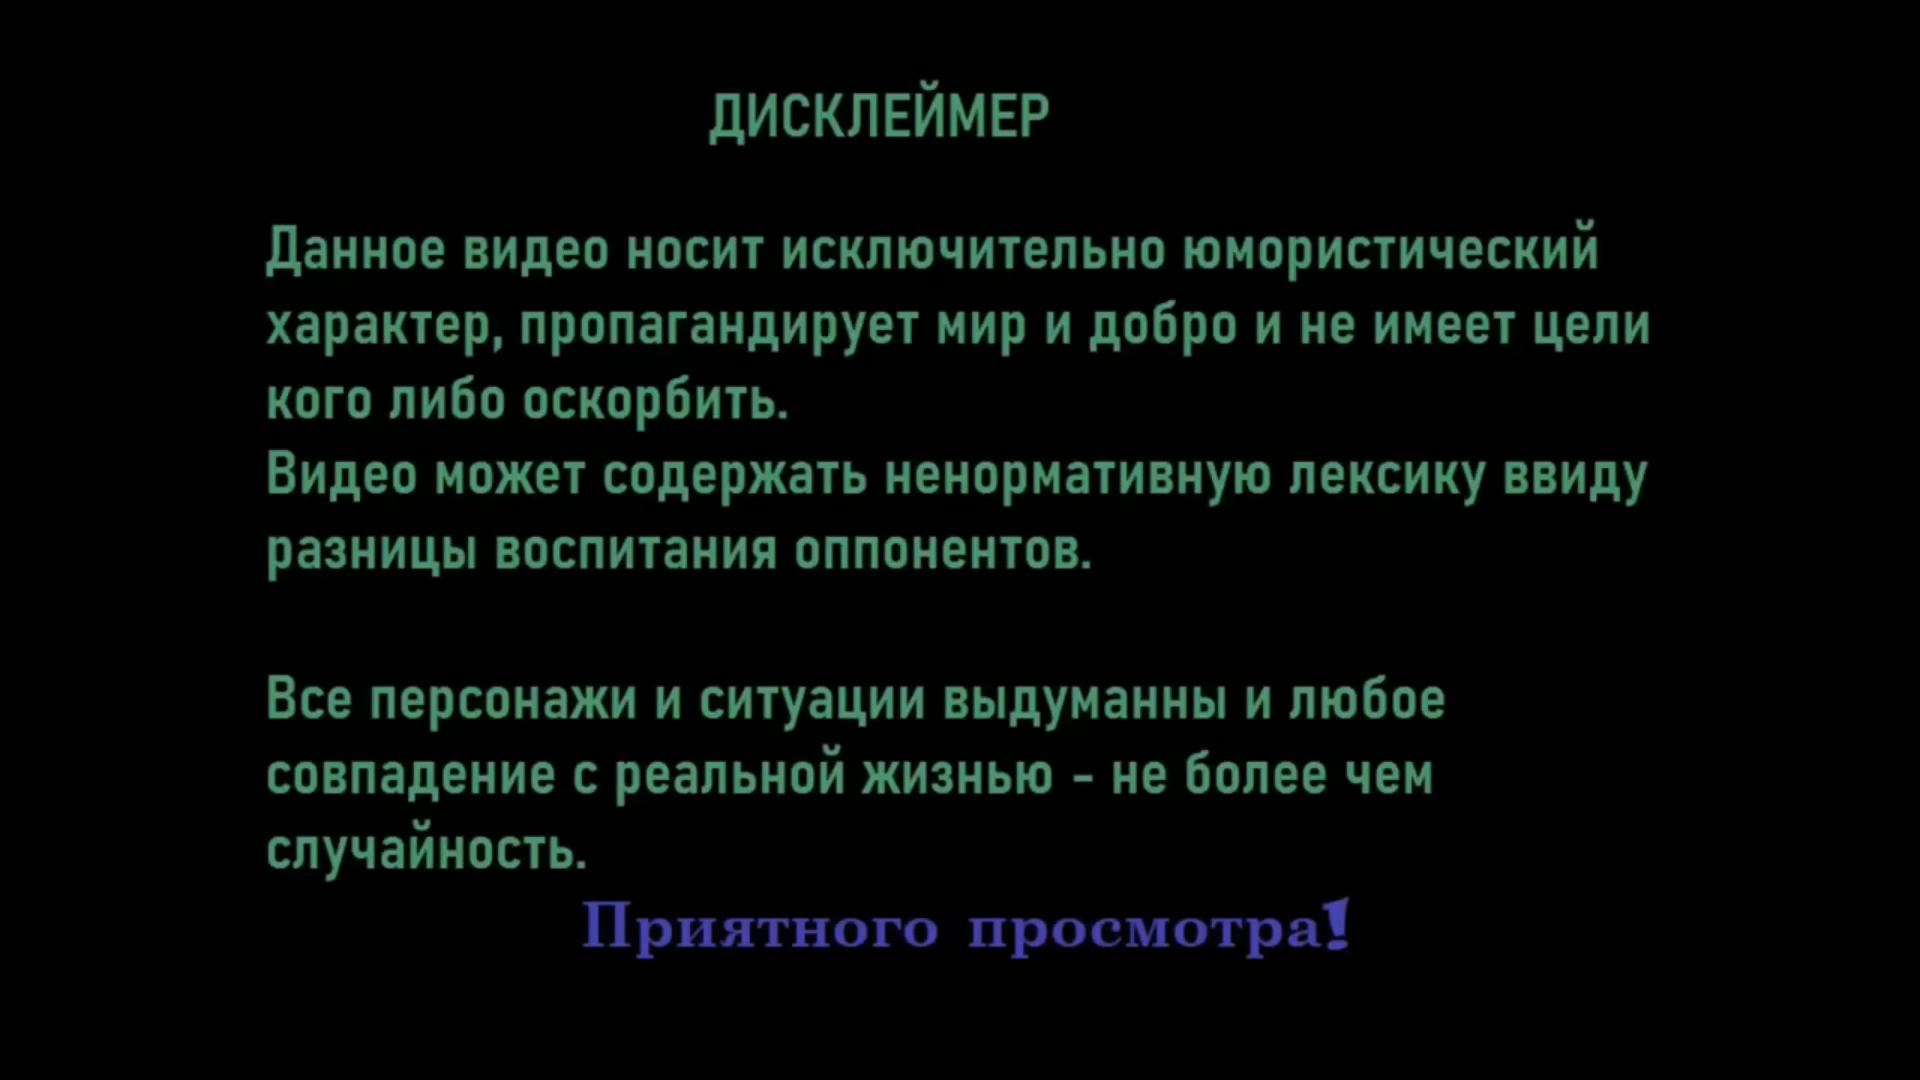 ДИСКЛЕЙМЕР
Данное видео носит исключительно юмористический
характер, пропагандирует мир и добро и не имеет цели
кого либо оскорбить.
Видео может содержать ненормативную лексику ввиду
разницы воспитания оппонентов.
Все персонажи и ситуации выдуманны и любое
совпадение с реальной жизнью - не более чем
случайность.
Приятного просмотра!